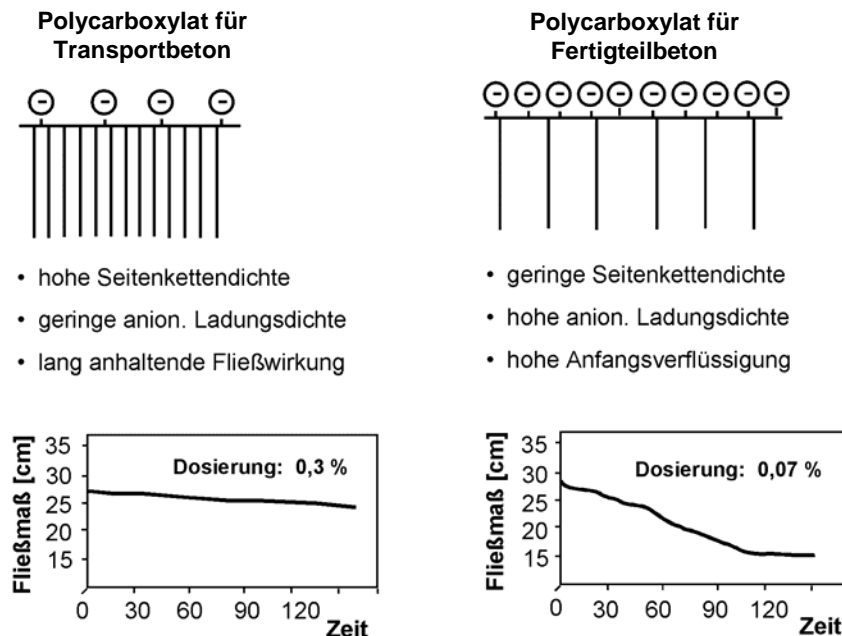 Polycarboxylat für
Transportbeton
- - - -
• hohe Seitenkettendichte
• geringe anion. Ladungsdichte
• lang anhaltende Fließwirkung
Fließmaß [cm]
35
30
25
20
15
Dosierung: 0,3 %
0 30 60 90 120
Zeit
Polycarboxylat für
Fertigteilbeton
- - - - - - - - - -
• geringe Seitenkettendichte
• hohe anion. Ladungsdichte
• hohe Anfangsverflüssigung
Fließmaß [cm]
35
30
25
20
15
Dosierung: 0,07 %
0 30 60 90 120
Zeit